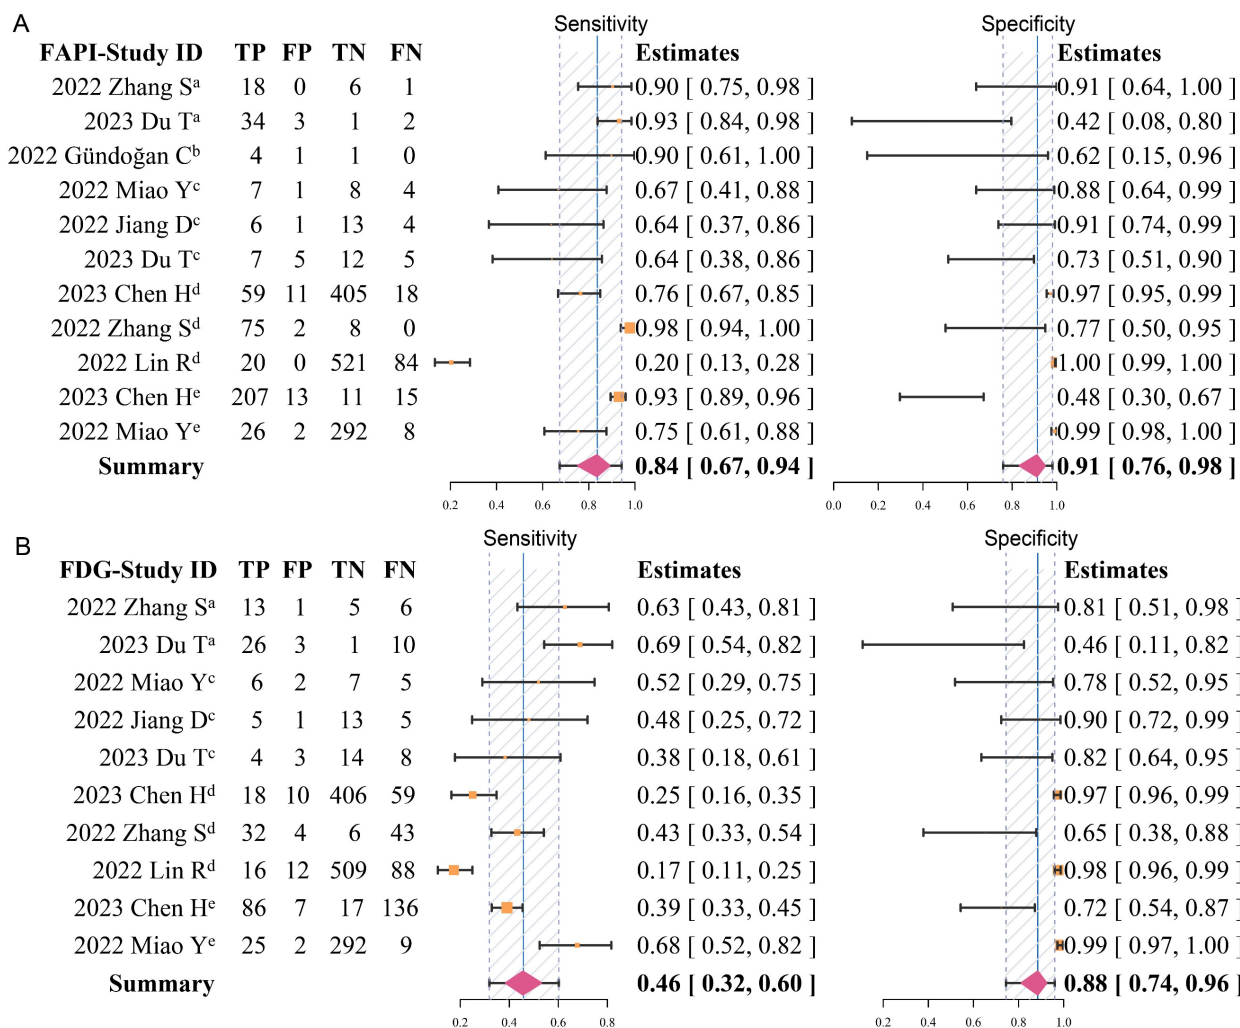 A
Sensitivity Specificity
FAPI-Study ID TP FP TN FN Estimates Estimates
2022 Zhang Sᵃ 18 0 6 1 0.90 [ 0.75, 0.98 ] 0.91 [ 0.64, 1.00 ]
2023 Du Tᵃ 34 3 1 2 0.93 [ 0.84, 0.98 ] 0.42 [ 0.08, 0.80 ]
2022 Gündoğan Cᵇ 4 1 1 0 0.90 [ 0.61, 1.00 ] 0.62 [ 0.15, 0.96 ]
2022 Miao Yᶜ 7 1 8 4 0.67 [ 0.41, 0.88 ] 0.88 [ 0.64, 0.99 ]
2022 Jiang Dᶜ 6 1 13 4 0.64 [ 0.37, 0.86 ] 0.91 [ 0.74, 0.99 ]
2023 Du Tᶜ 7 5 12 5 0.64 [ 0.38, 0.86 ] 0.73 [ 0.51, 0.90 ]
2023 Chen Hᵈ 59 11 405 18 0.76 [ 0.67, 0.85 ] 0.97 [ 0.95, 0.99 ]
2022 Zhang Sᵈ 75 2 8 0 0.98 [ 0.94, 1.00 ] 0.77 [ 0.50, 0.95 ]
2022 Lin Rᵈ 20 0 521 84 0.20 [ 0.13, 0.28 ] 1.00 [ 0.99, 1.00 ]
2023 Chen Hᵉ 207 13 11 15 0.93 [ 0.89, 0.96 ] 0.48 [ 0.30, 0.67 ]
2022 Miao Yᵉ 26 2 292 8 0.75 [ 0.61, 0.88 ] 0.99 [ 0.98, 1.00 ]
Summary 0.84 [ 0.67, 0.94 ] 0.91 [ 0.76, 0.98 ]
0.2 0.4 0.6 0.8 1.0 0.0 0.2 0.4 0.6 0.8 1.0
B
Sensitivity Specificity
FDG-Study ID TP FP TN FN Estimates Estimates
2022 Zhang Sᵃ 13 1 5 6 0.63 [ 0.43, 0.81 ] 0.81 [ 0.51, 0.98 ]
2023 Du Tᵃ 26 3 1 10 0.69 [ 0.54, 0.82 ] 0.46 [ 0.11, 0.82 ]
2022 Miao Yᶜ 6 2 7 5 0.52 [ 0.29, 0.75 ] 0.78 [ 0.52, 0.95 ]
2022 Jiang Dᶜ 5 1 13 5 0.48 [ 0.25, 0.72 ] 0.90 [ 0.72, 0.99 ]
2023 Du Tᶜ 4 3 14 8 0.38 [ 0.18, 0.61 ] 0.82 [ 0.64, 0.95 ]
2023 Chen Hᵈ 18 10 406 59 0.25 [ 0.16, 0.35 ] 0.97 [ 0.96, 0.99 ]
2022 Zhang Sᵈ 32 4 6 43 0.43 [ 0.33, 0.54 ] 0.65 [ 0.38, 0.88 ]
2022 Lin Rᵈ 16 12 509 88 0.17 [ 0.11, 0.25 ] 0.98 [ 0.96, 0.99 ]
2023 Chen Hᵉ 86 7 17 136 0.39 [ 0.33, 0.45 ] 0.72 [ 0.54, 0.87 ]
2022 Miao Yᵉ 25 2 292 9 0.68 [ 0.52, 0.82 ] 0.99 [ 0.97, 1.00 ]
Summary 0.46 [ 0.32, 0.60 ] 0.88 [ 0.74, 0.96 ]
0.2 0.4 0.6 0.8 0.2 0.4 0.6 0.8 1.0